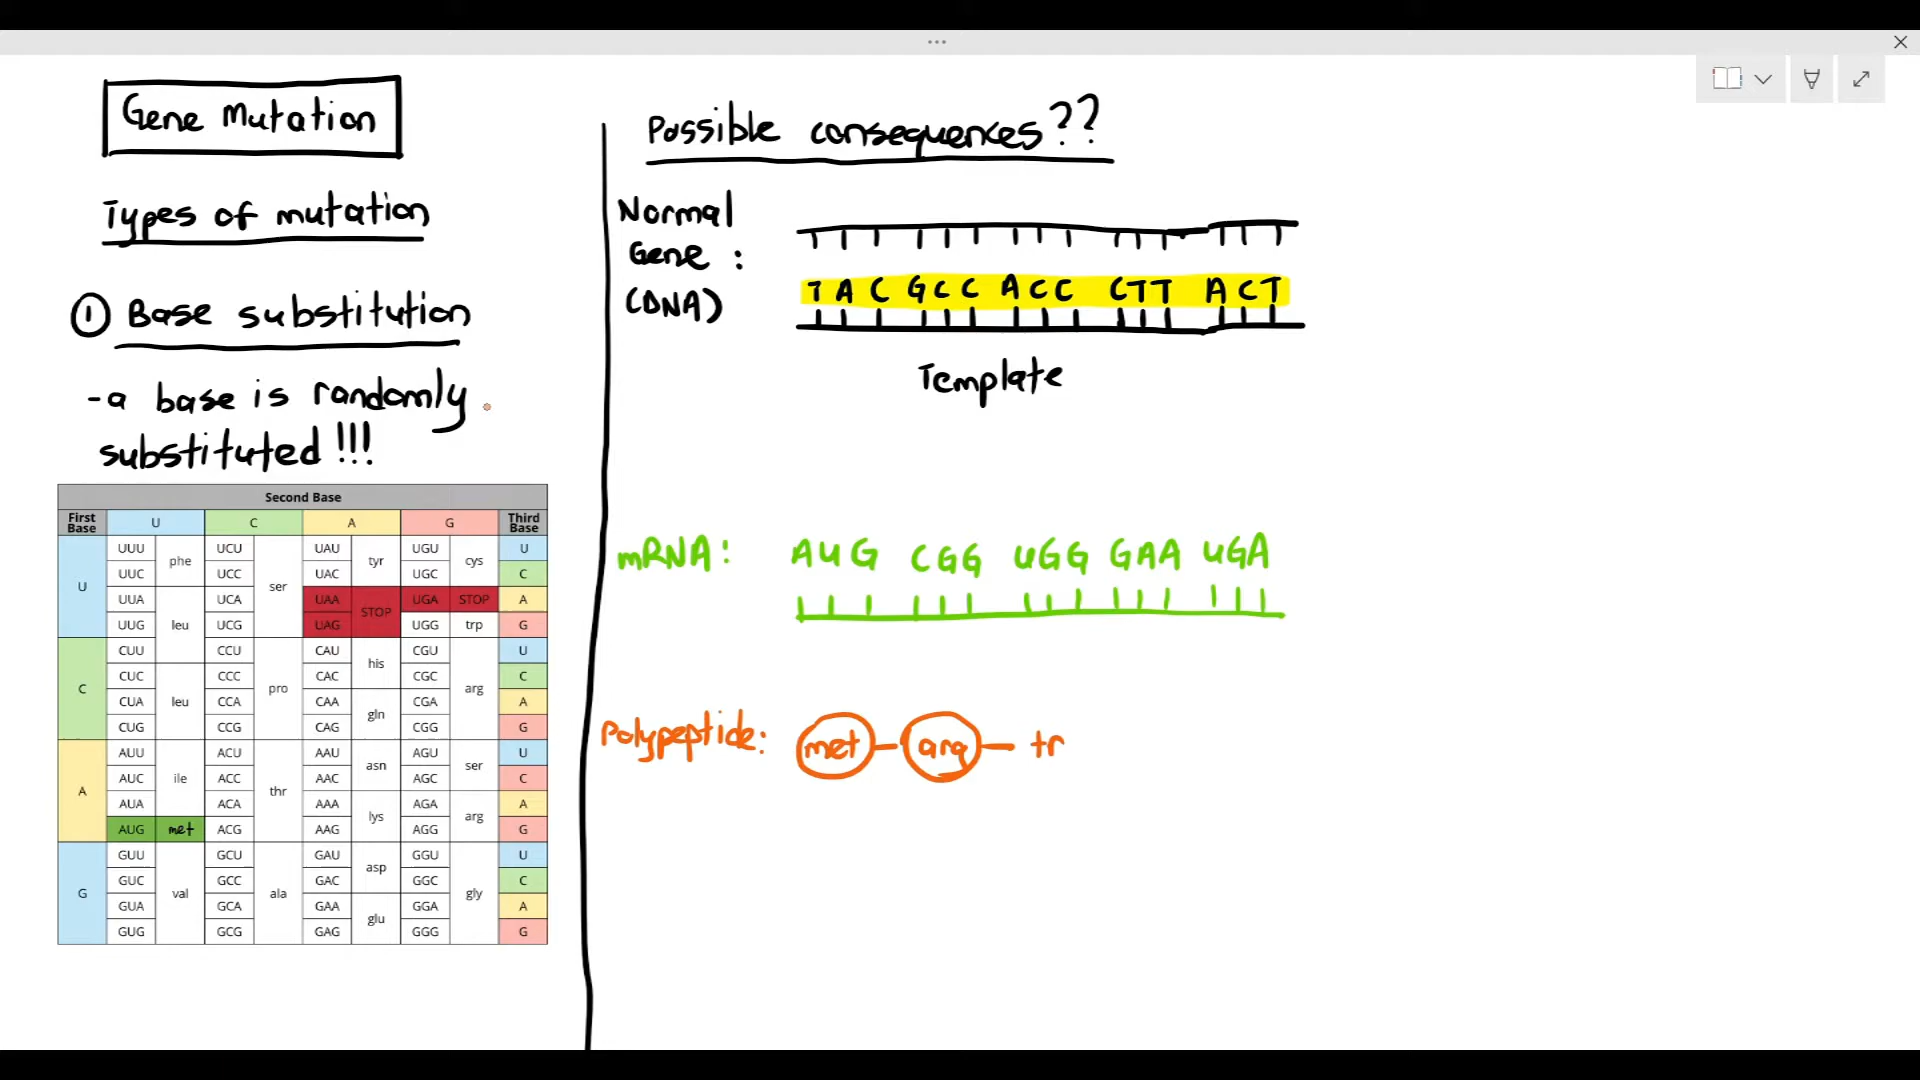 Gene Mutation
Types of mutation
① Base substitution
- a base is randomly
substituted !!!
Second Base
First Base U C A G Third Base
U UUU phe UCU ser UAU tyr UGU cys U
UUC UCC UAC UGC C
UUA leu UCA UAA STOP UGA STOP A
UUG UCG UAG UGG trp G
C CUU leu CCU pro CAU his CGU arg U
CUC CCC CAC CGC C
CUA CCA CAA gln CGA A
CUG CCG CAG CGG G
A AUU ile ACU thr AAU asn AGU ser U
AUC ACC AAC AGC C
AUA ACA AAA lys AGA arg A
AUG met ACG AAG AGG G
G GUU val GCU ala GAU asp GGU gly U
GUC GCC GAC GGC C
GUA GCA GAA glu GGA A
GUG GCG GAG GGG G
Possible consequences??
Normal
Gene :
(DNA)
TAC GCC ACC CTT ACT
Template
mRNA: AUG CGG UGG GAA UGA
Polypeptide: met – arg – tr